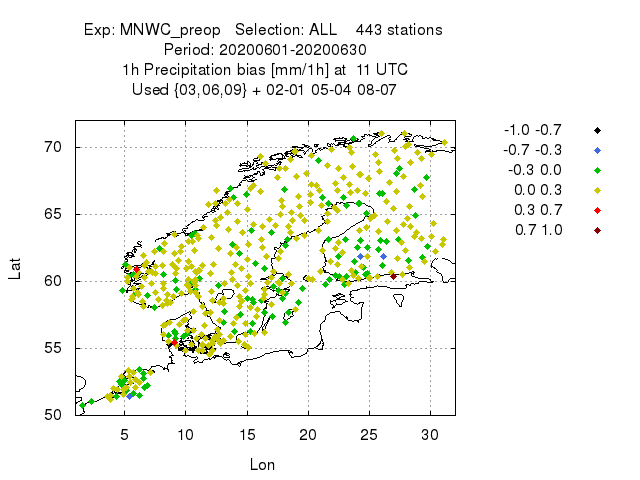 Exp: MNWC_preop Selection: ALL 443 stations
Period: 20200601-20200630
1h Precipitation bias [mm/1h] at 11 UTC
Used {03,06,09} + 02-01 05-04 08-07
-1.0 -0.7
-0.7 -0.3
-0.3 0.0
0.0 0.3
0.3 0.7
0.7 1.0
70
65
60
55
50
Lat
5 10 15 20 25 30
Lon